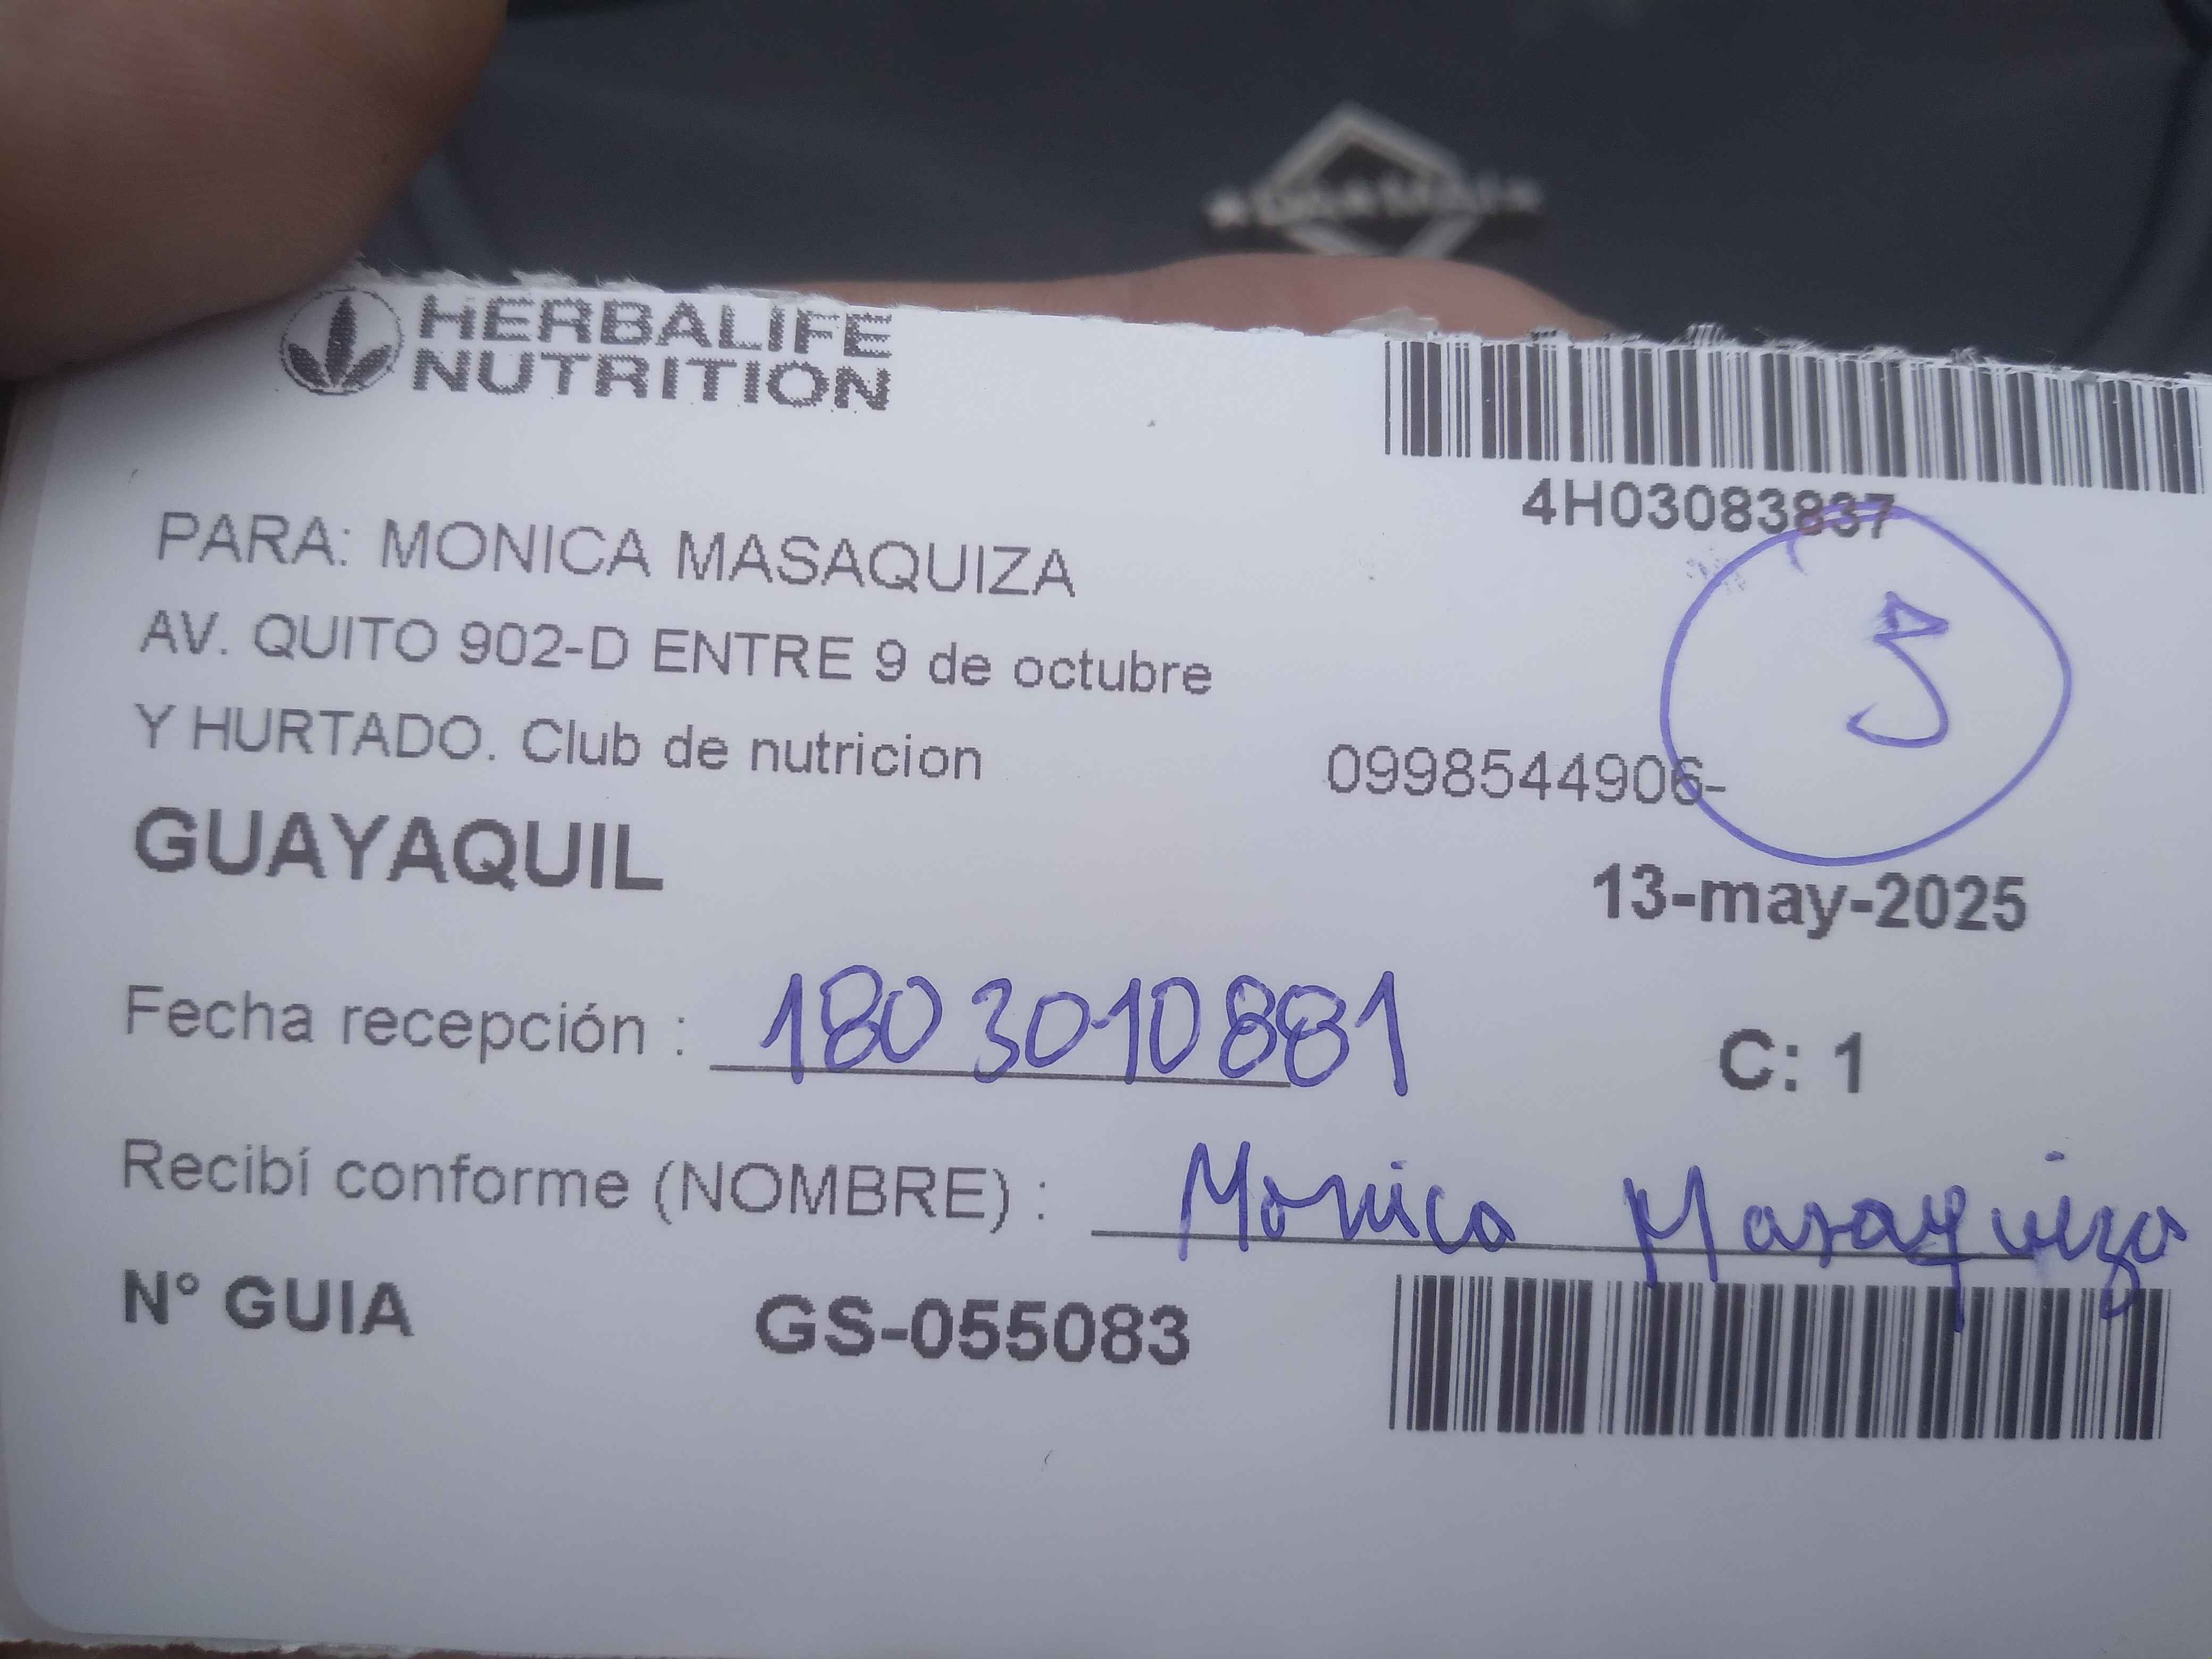 HERBALIFE
NUTRITION
4H03083837
PARA: MONICA MASAQUIZA
5
AV. QUITO 902-D ENTRE 9 de octubre
Y HURTADO. Club de nutricion
0998544906-
GUAYAQUIL
13-may-2025
Fecha recepción : 1803010881
C: 1
Recibí conforme (NOMBRE) : Monica Masaquiza
N° GUIA GS-055083